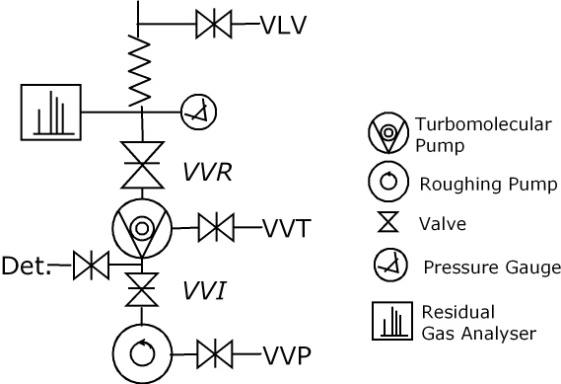 VLV
VVR
VVT
Det.
VVI
VVP
Turbomolecular
Pump
Roughing Pump
Valve
Pressure Gauge
Residual
Gas Analyser